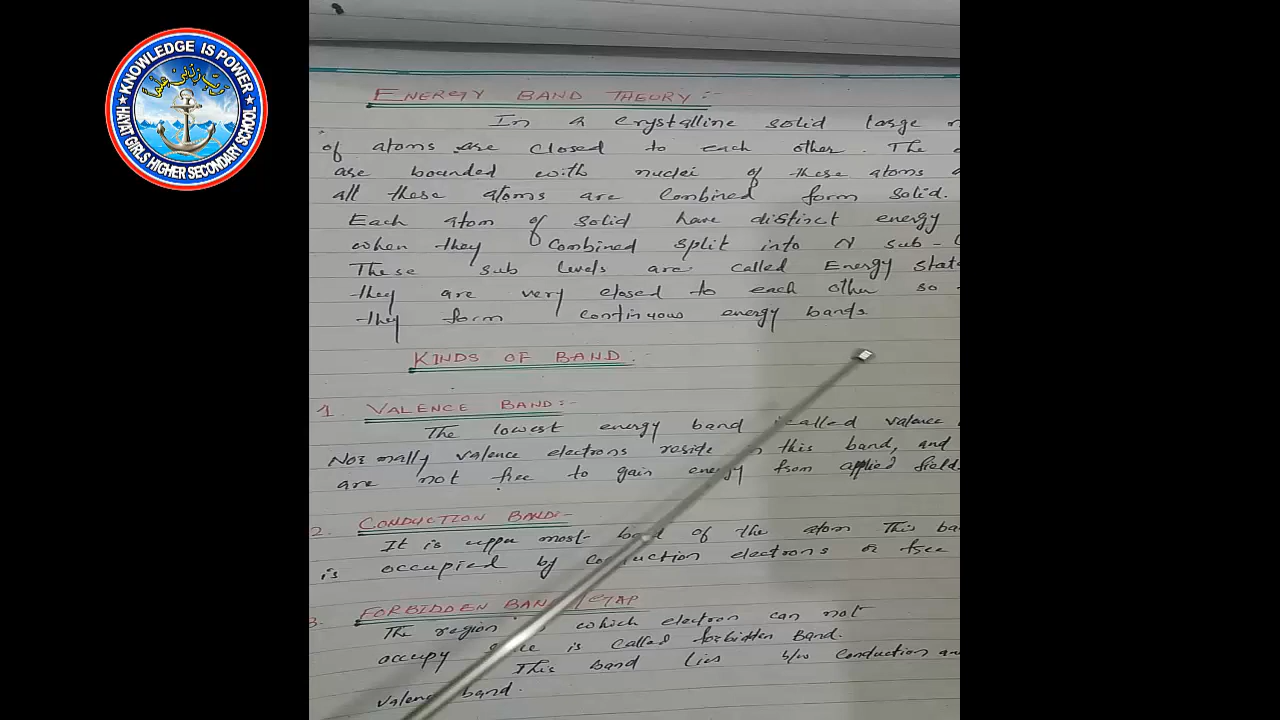 KNOWLEDGE IS POWER
رب زدنی علما
HAYAT GIRLS HIGHER SECONDARY SCHOOL
ENERGY BAND THEORY :-
In a crystalline solid large
of atoms are closed to each other. The
are bounded with nuclei of these atoms
all these atoms are combined form solid.
Each atom of solid have distinct energy
when they combined split into N sub-
These sub levels are called Energy
they are very closed to each other so
they form continuous energy bands
KINDS OF BAND :-
1. VALENCE BAND:-
The lowest energy band called valence
Normally valence electrons reside in this band, and
are not free to gain energy from applied field
2. CONDUCTION BAND:-
It is upper most band of the atom This
is occupied by conduction electrons or free
3. FORBIDDEN BAND / GAP
The region in which electron can not
occupy is called forbidden Band.
This band lies b/w conduction
valence band.